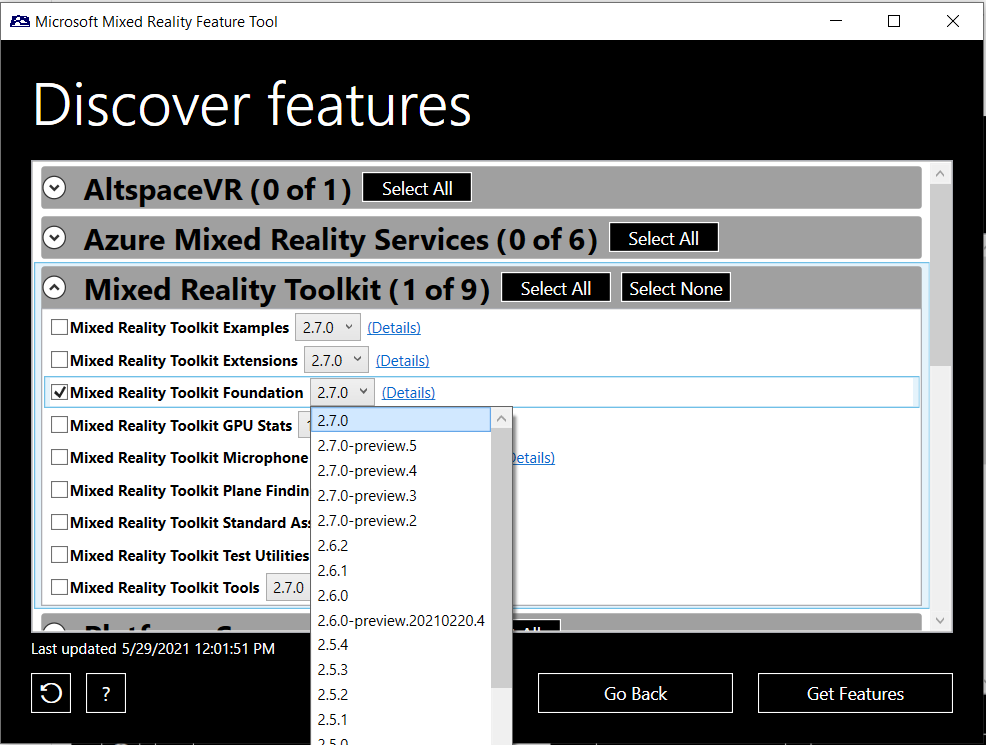 Microsoft Mixed Reality Feature Tool
Discover features
AltspaceVR (0 of 1) Select All
Azure Mixed Reality Services (0 of 6) Select All
Mixed Reality Toolkit (1 of 9) Select All Select None
Mixed Reality Toolkit Examples 2.7.0 (Details)
Mixed Reality Toolkit Extensions 2.7.0 (Details)
Mixed Reality Toolkit Foundation 2.7.0 (Details)
2.7.0
Mixed Reality Toolkit GPU Stats
2.7.0-preview.5
Mixed Reality Toolkit Microphone 2.7.0-preview.4 Details)
Mixed Reality Toolkit Plane Findin 2.7.0-preview.3
Mixed Reality Toolkit Standard Ass 2.7.0-preview.2
Mixed Reality Toolkit Test Utilities 2.6.2
2.6.1
Mixed Reality Toolkit Tools 2.7.0 2.6.0
2.6.0-preview.20210220.4
Last updated 5/29/2021 12:01:51 PM 2.5.4
2.5.3
? 2.5.2 Go Back Get Features
2.5.1
2.5.0